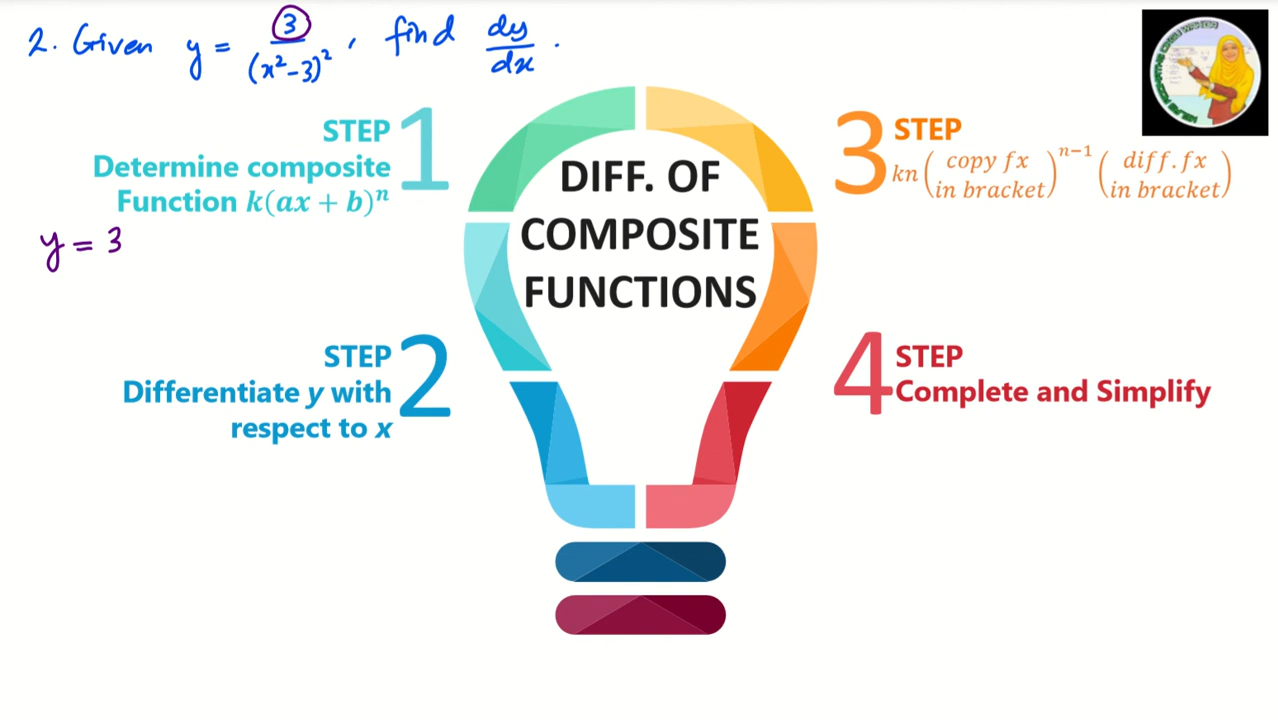 2. Given y = 3/(x²-3)², find dy/dx.
STEP 1
Determine composite
Function k(ax + b)ⁿ
y = 3
STEP 2
Differentiate y with
respect to x
DIFF. OF
COMPOSITE
FUNCTIONS
3 STEP
kn(copy fx in bracket)ⁿ⁻¹ (diff.fx in bracket)
4 STEP
Complete and Simplify